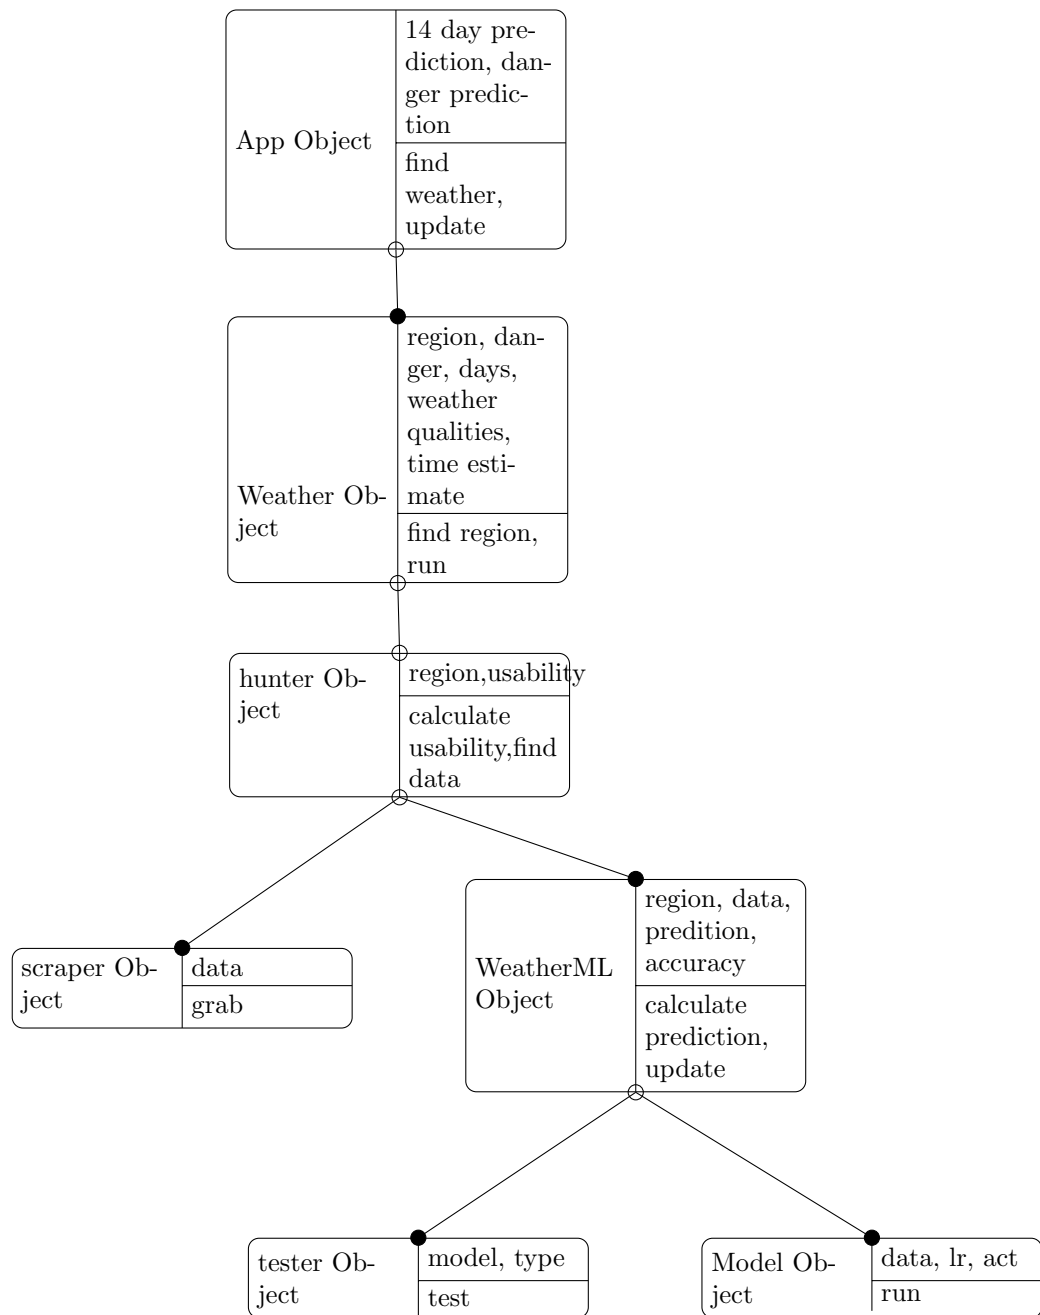 14 day pre-
diction, dan-
ger predic-
tion
App Object
find
weather,
update
region, dan-
ger, days,
weather
qualities,
time esti-
mate
Weather Ob-
ject
find region,
run
hunter Ob-
ject
region,usability
calculate
usability,find
data
scraper Ob-
ject
data
grab
WeatherML
Object
region, data,
predition,
accuracy
calculate
prediction,
update
tester Ob-
ject
model, type
test
Model Ob-
ject
data, lr, act
run